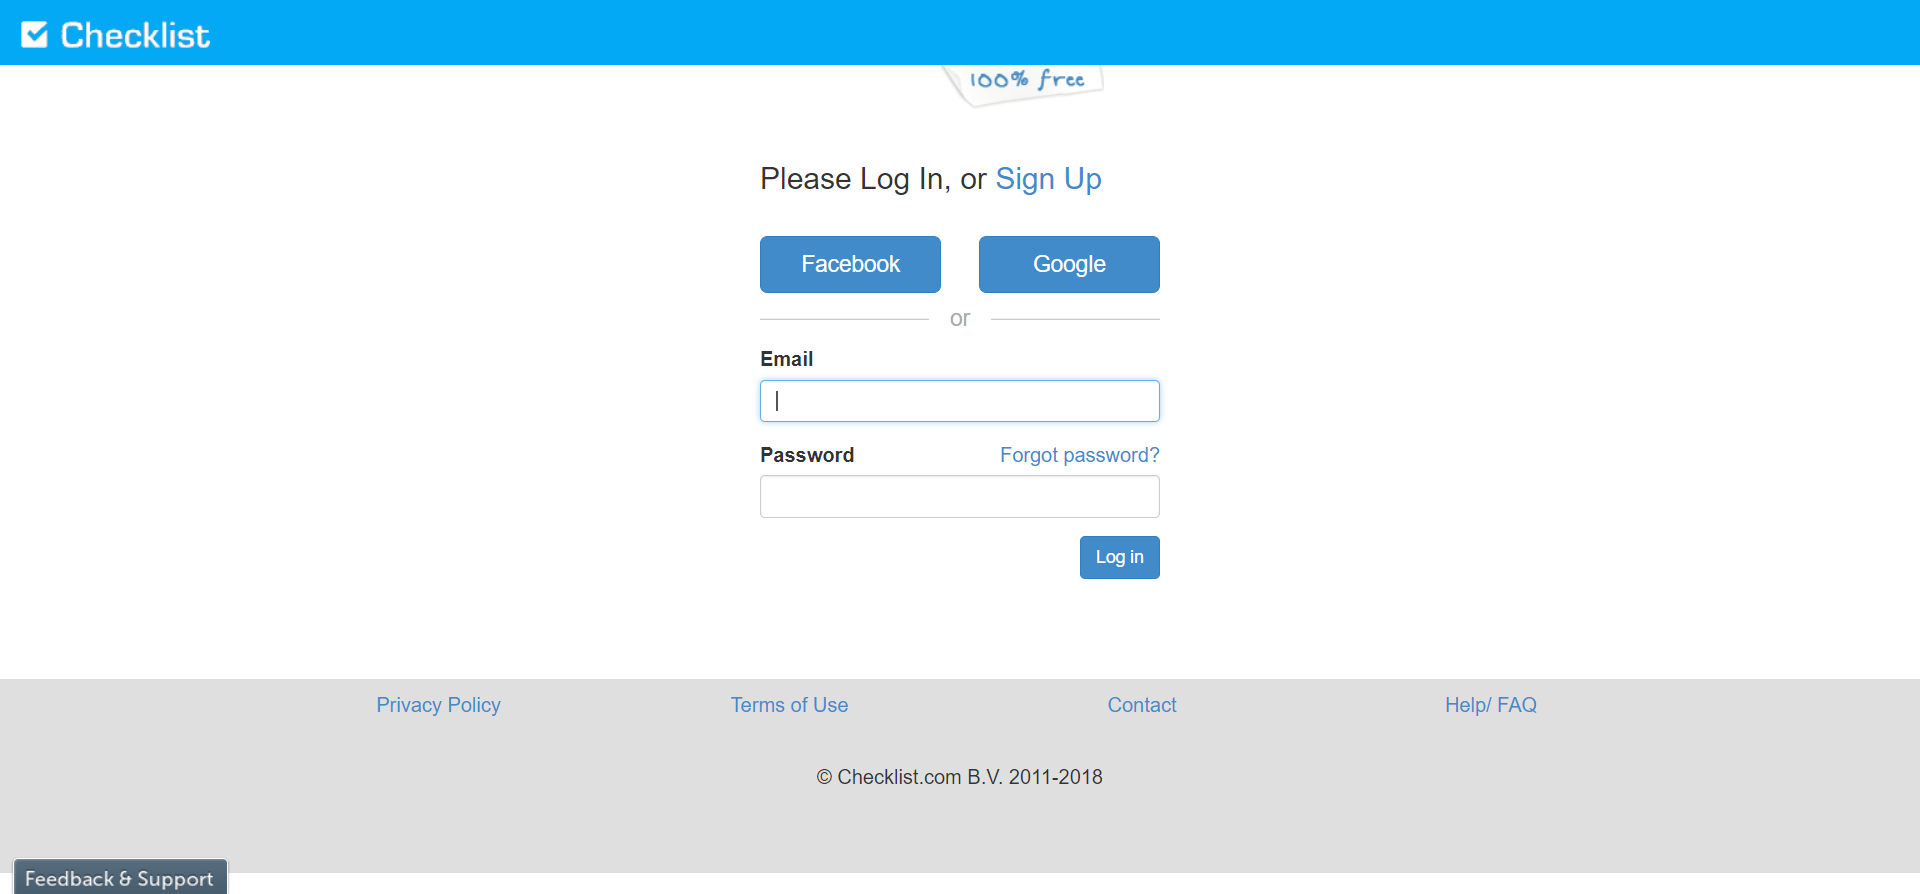 Checklist
100% free
Please Log In, or Sign Up
Facebook Google
or
Email
Password Forgot password?
Log in
Privacy Policy Terms of Use Contact Help/ FAQ
© Checklist.com B.V. 2011-2018
Feedback & Support